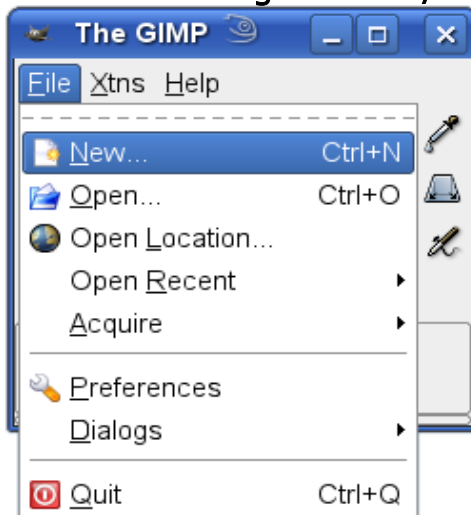 The GIMP
File Xtns Help
New... Ctrl+N
Open... Ctrl+O
Open Location...
Open Recent
Acquire
Preferences
Dialogs
Quit Ctrl+Q